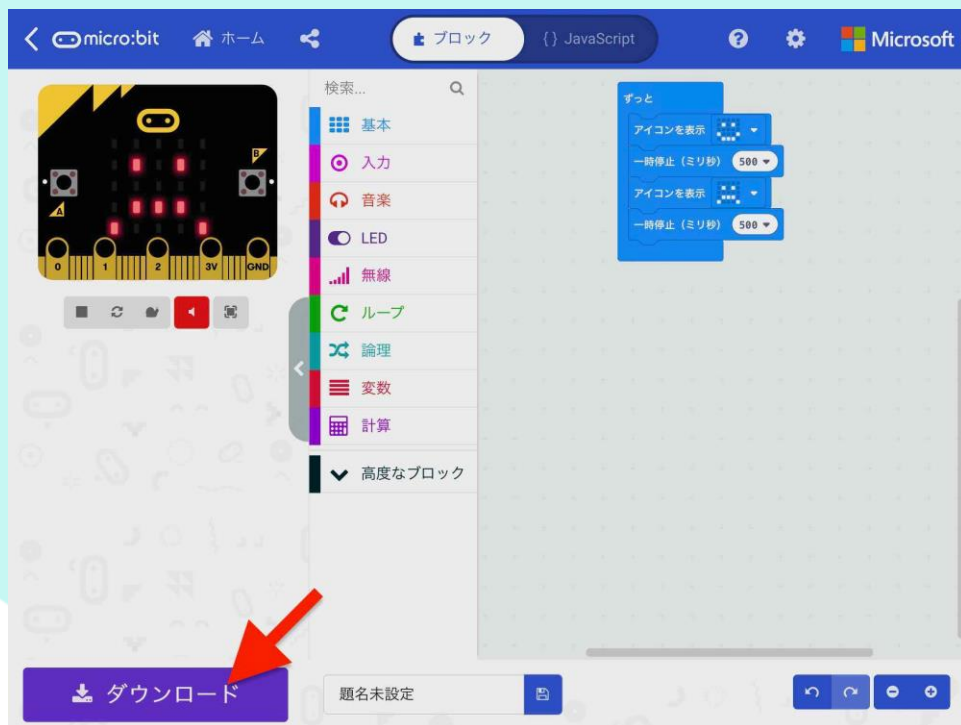 micro:bit ホーム ブロック {} JavaScript Microsoft
検索...
基本
入力
音楽
LED
無線
ループ
論理
変数
計算
高度なブロック
B
A
0 1 2 3V GND
ずっと
アイコンを表示
一時停止（ミリ秒） 500
アイコンを表示
一時停止（ミリ秒） 500
ダウンロード
題名未設定